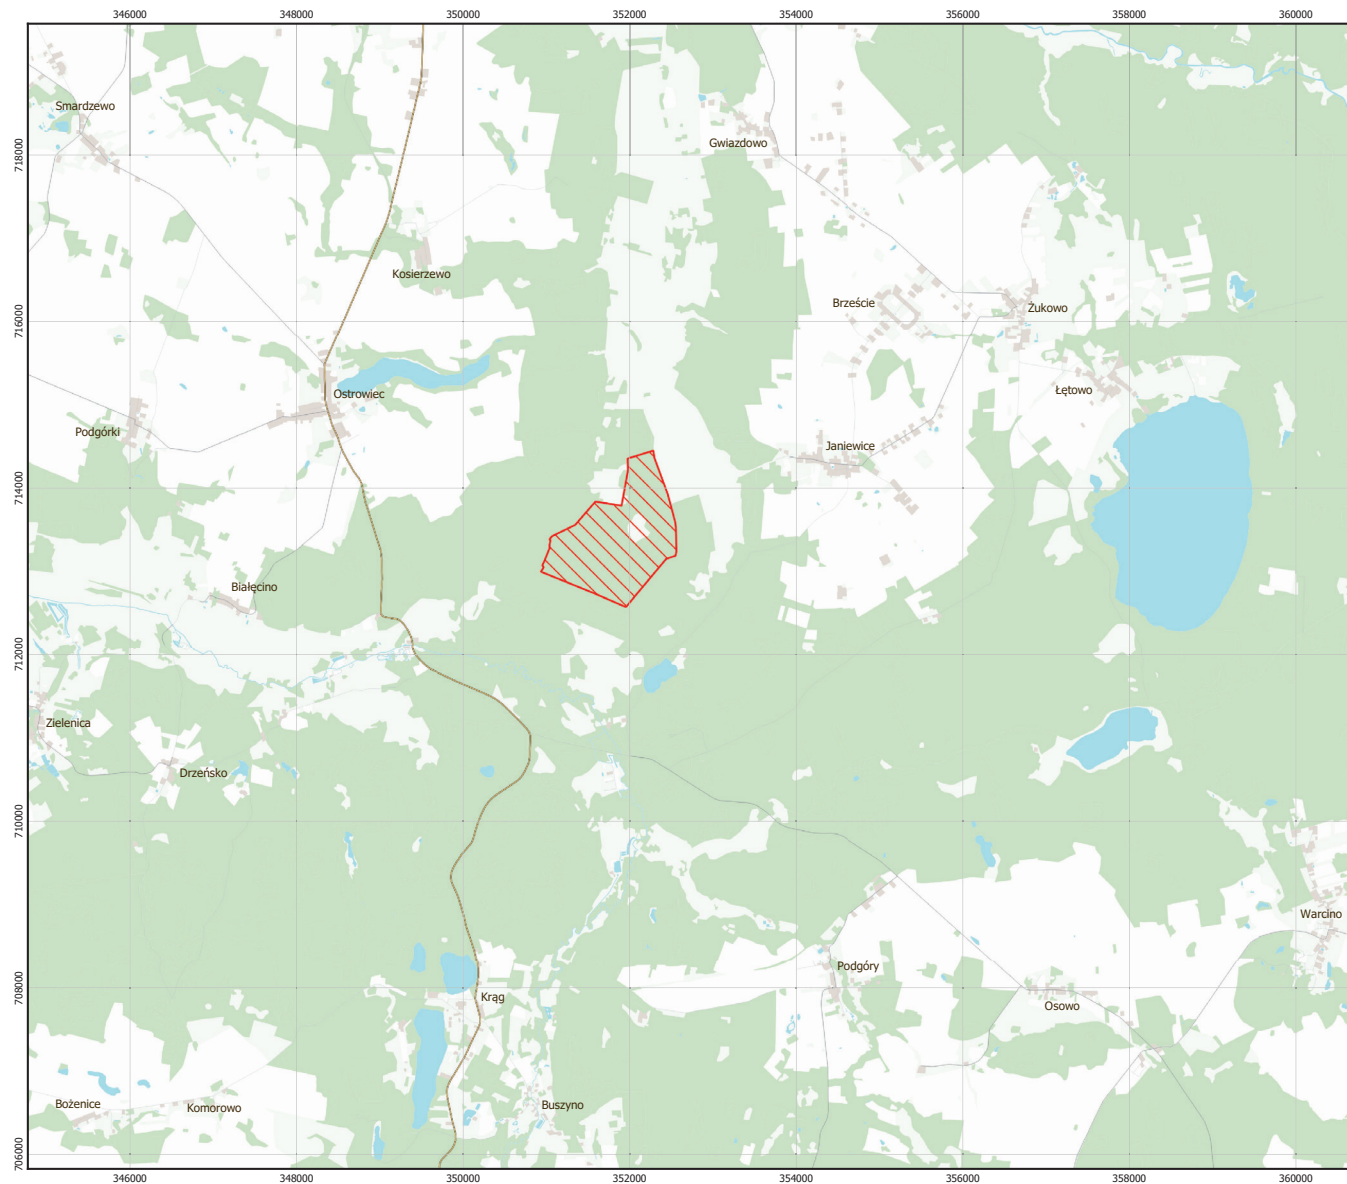 346000 348000 350000 352000 354000 356000 358000 360000
Smardzewo
718000
Gwiazdowo
Kosierzewo
Brzeście
Żukowo
716000
Łętowo
Ostrowiec
Podgórki
Janiewice
714000
Białęcino
712000
Zielenica
Drzeńsko
710000
Warcino
Podgóry
708000
Krąg
Osowo
Bożenice
Komorowo
Buszyno
706000
346000 348000 350000 352000 354000 356000 358000 360000